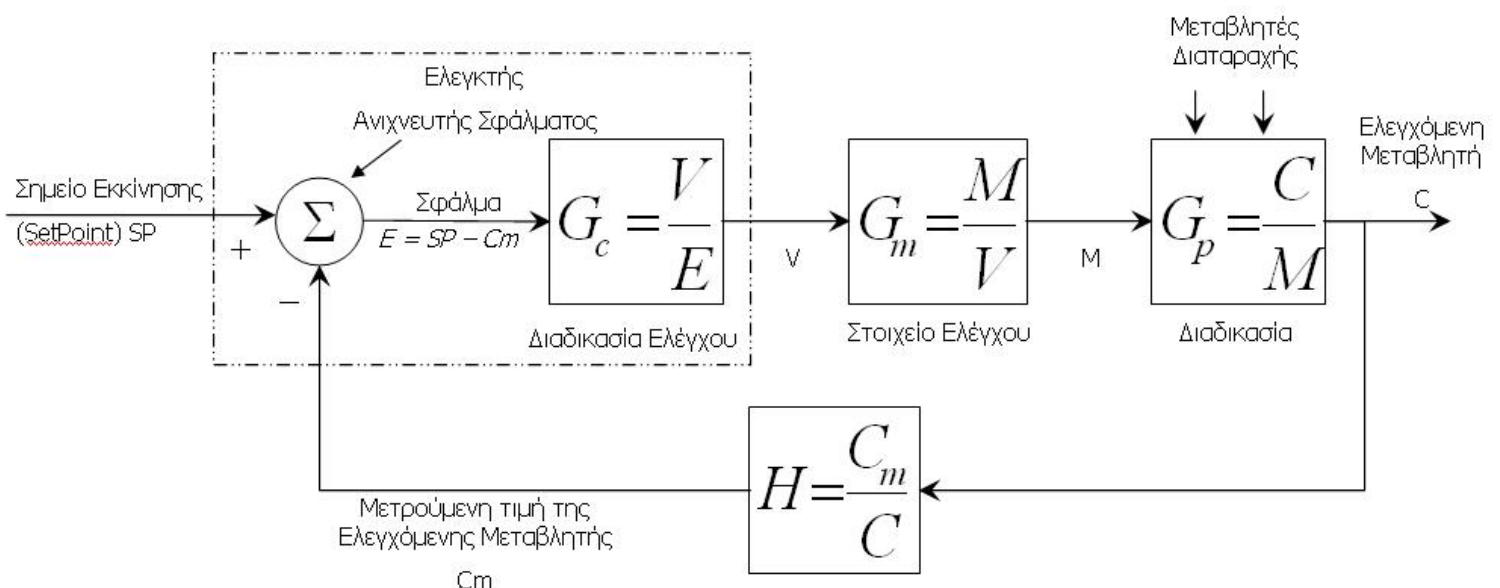 Μεταβλητές
Διαταραχής
Ελεγκτής
Ανιχνευτής Σφάλματος
Ελεγχόμενη
Μεταβλητή
C
Σημείο Εκκίνησης
(SetPoint) SP
+
−
Σ
Σφάλμα
E = SP – Cm
G_c = V/E
V
G_m = M/V
M
G_p = C/M
Διαδικασία Ελέγχου
Στοιχείο Ελέγχου
Διαδικασία
H = C_m/C
Μετρούμενη τιμή της
Ελεγχόμενης Μεταβλητής
Cm